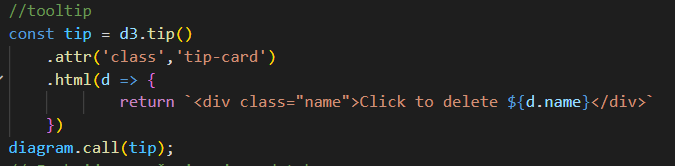 //tooltip
const tip = d3.tip()
.attr('class','tip-card')
.html(d => {
return `<div class="name">Click to delete ${d.name}</div>`
})
diagram.call(tip);